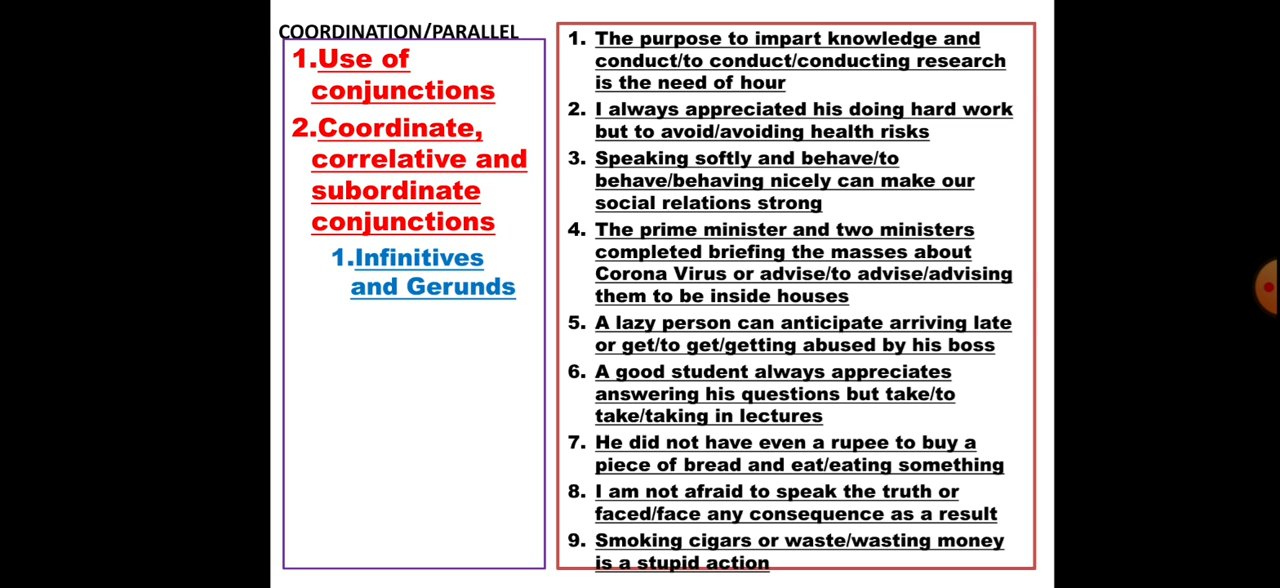 COORDINATION/PARALLEL
1.Use of
conjunctions
2.Coordinate,
correlative and
subordinate
conjunctions
1.Infinitives
and Gerunds
1. The purpose to impart knowledge and
conduct/to conduct/conducting research
is the need of hour
2. I always appreciated his doing hard work
but to avoid/avoiding health risks
3. Speaking softly and behave/to
behave/behaving nicely can make our
social relations strong
4. The prime minister and two ministers
completed briefing the masses about
Corona Virus or advise/to advise/advising
them to be inside houses
5. A lazy person can anticipate arriving late
or get/to get/getting abused by his boss
6. A good student always appreciates
answering his questions but take/to
take/taking in lectures
7. He did not have even a rupee to buy a
piece of bread and eat/eating something
8. I am not afraid to speak the truth or
faced/face any consequence as a result
9. Smoking cigars or waste/wasting money
is a stupid action